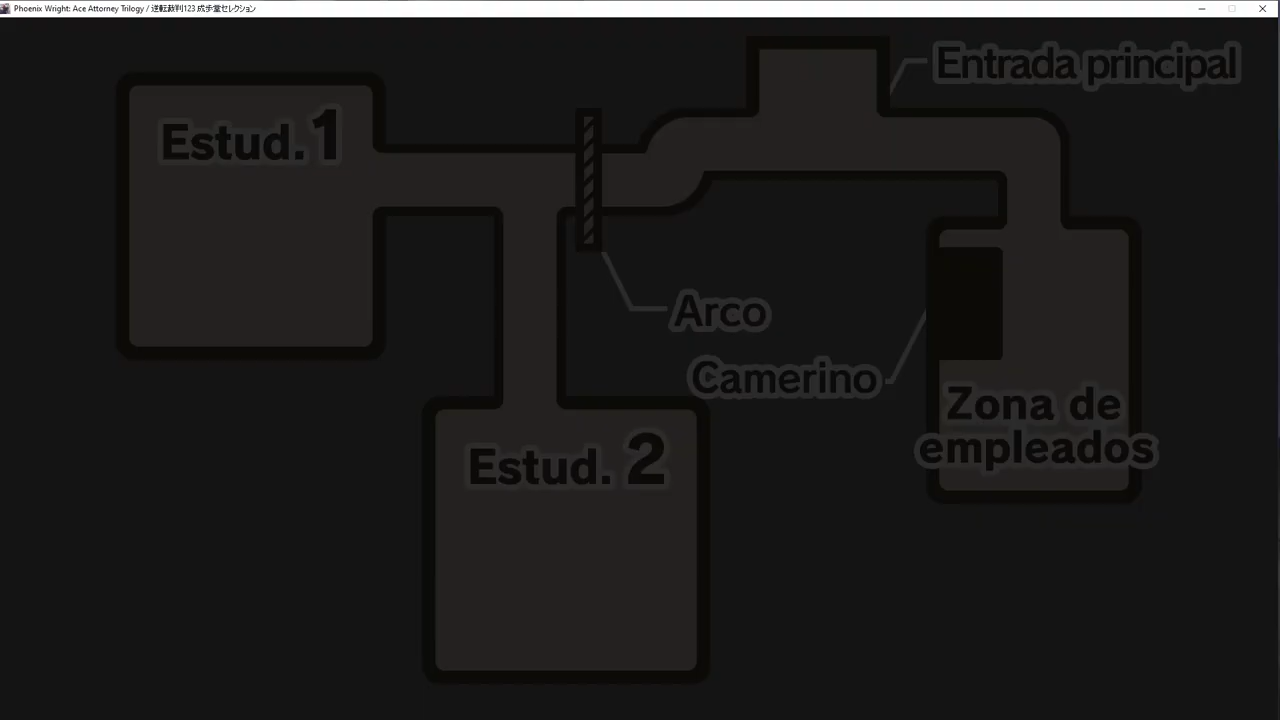 Phoenix Wright: Ace Attorney Trilogy / 逆転裁判123 成歩堂セレクション
Entrada principal
Estud.1
Arco
Camerino
Zona de
empleados
Estud. 2